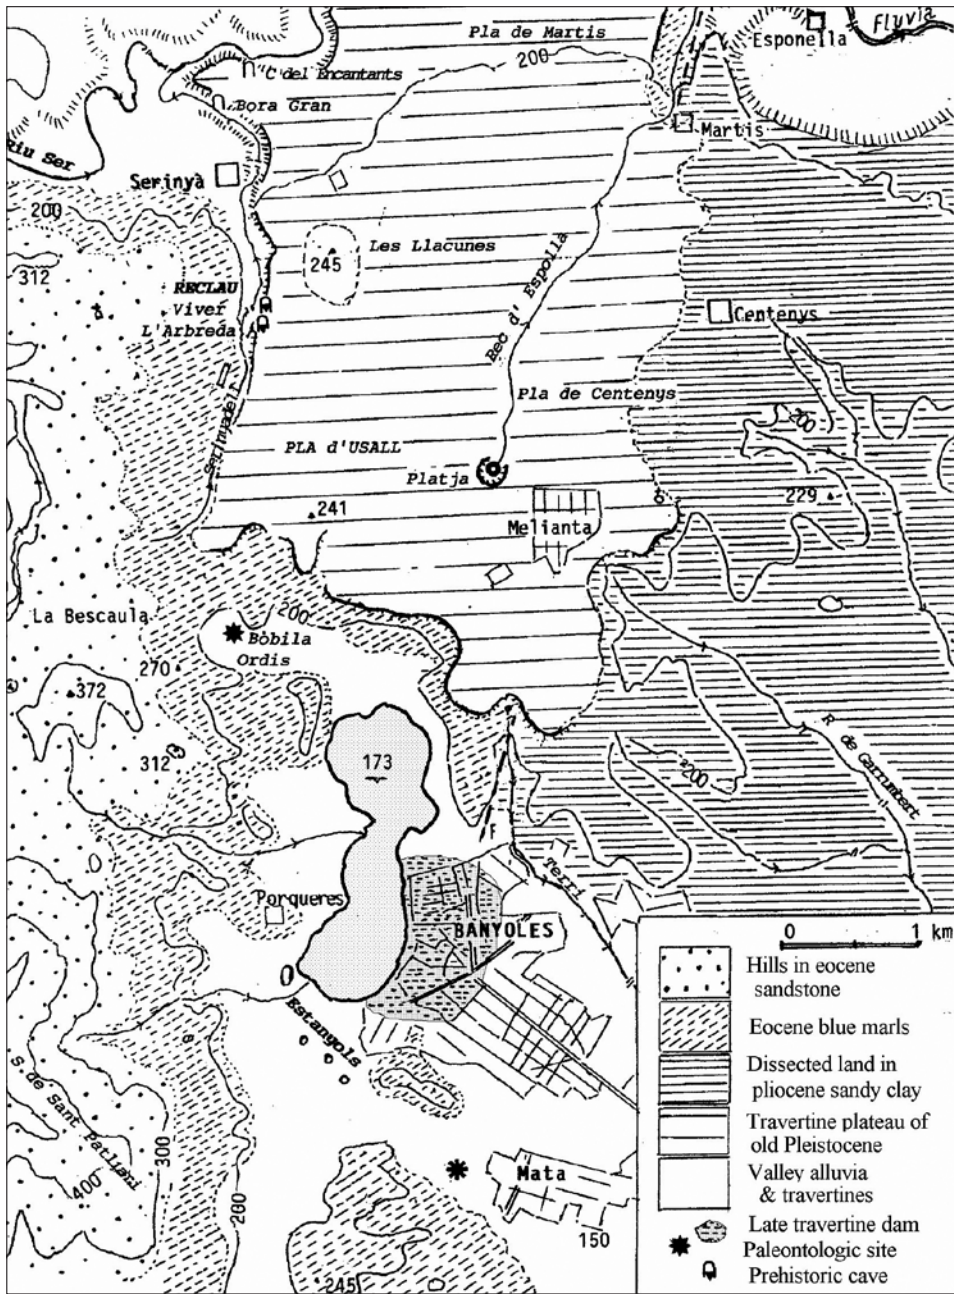 Pla de Martis
Fluvià
Esponella
200
C del Encantants
Bora Gran
Martis
Riu Ser
Serinyà
200
Les Llacunes
245
312
RECLAU
Viver
L'Arbreda
Rec d' Espolla
Centenys
Pla de Centenys
200
Serinyadell
PLA d'USALL
Platja
241
Melianta
229
La Bescaula
200
Bòbila
Ordis
270
372
312
173
200
R. de Garrumbert
F
Terri
Porqueres
BANYOLES
0 1 km
Hills in eocene
sandstone
Eocene blue marls
Estanyols
Dissected land in
pliocene sandy clay
S. de Sant Patllari
Travertine plateau of
old Pleistocene
300
Mata
Valley alluvia
& travertines
400
200
150
Late travertine dam
Paleontologic site
Prehistoric cave
245